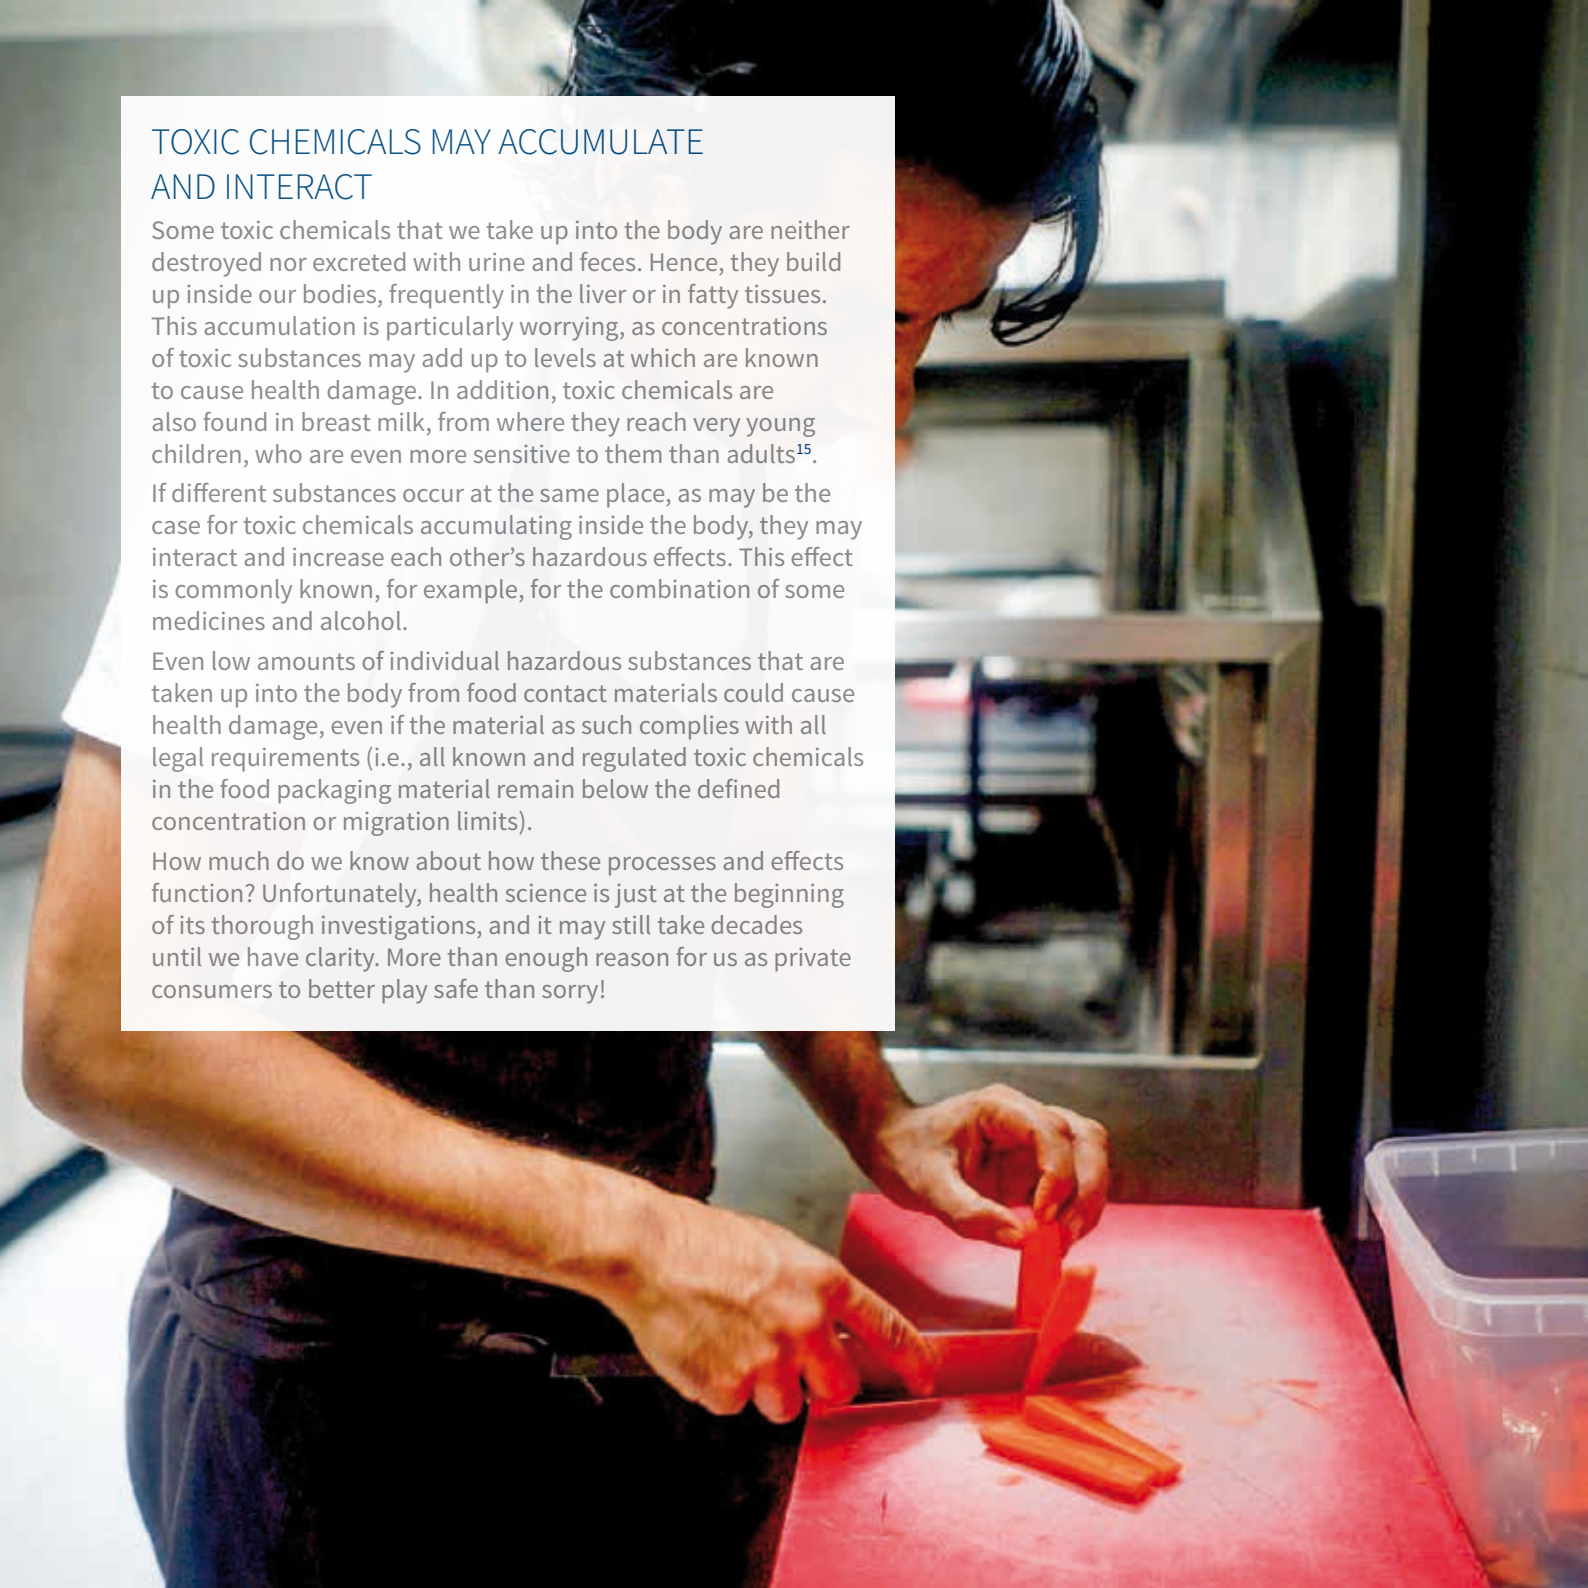 TOXIC CHEMICALS MAY ACCUMULATE
AND INTERACT
Some toxic chemicals that we take up into the body are neither
destroyed nor excreted with urine and feces. Hence, they build
up inside our bodies, frequently in the liver or in fatty tissues.
This accumulation is particularly worrying, as concentrations
of toxic substances may add up to levels at which are known
to cause health damage. In addition, toxic chemicals are
also found in breast milk, from where they reach very young
children, who are even more sensitive to them than adults15.
If different substances occur at the same place, as may be the
case for toxic chemicals accumulating inside the body, they may
interact and increase each other’s hazardous effects. This effect
is commonly known, for example, for the combination of some
medicines and alcohol.
Even low amounts of individual hazardous substances that are
taken up into the body from food contact materials could cause
health damage, even if the material as such complies with all
legal requirements (i.e., all known and regulated toxic chemicals
in the food packaging material remain below the defined
concentration or migration limits).
How much do we know about how these processes and effects
function? Unfortunately, health science is just at the beginning
of its thorough investigations, and it may still take decades
until we have clarity. More than enough reason for us as private
consumers to better play safe than sorry!